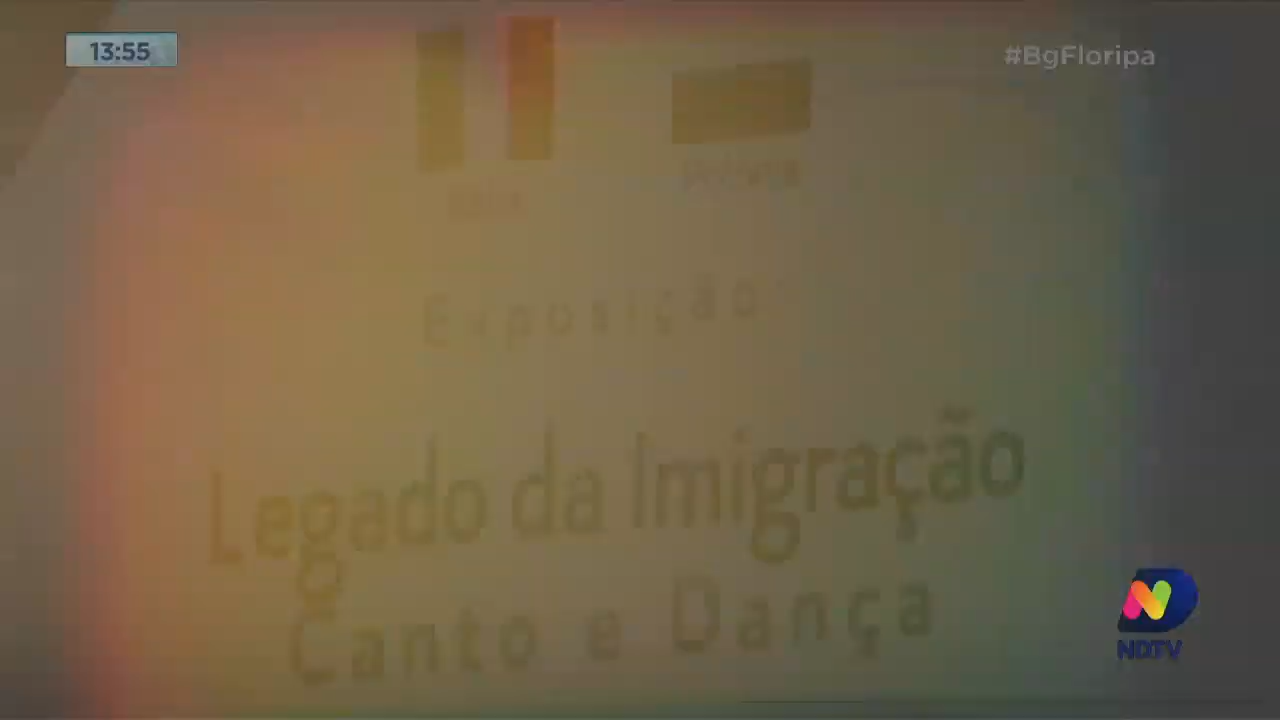 13:55
#BgFloripa
Exposição
Legado da Imigração
Canto e Dança
NDTV